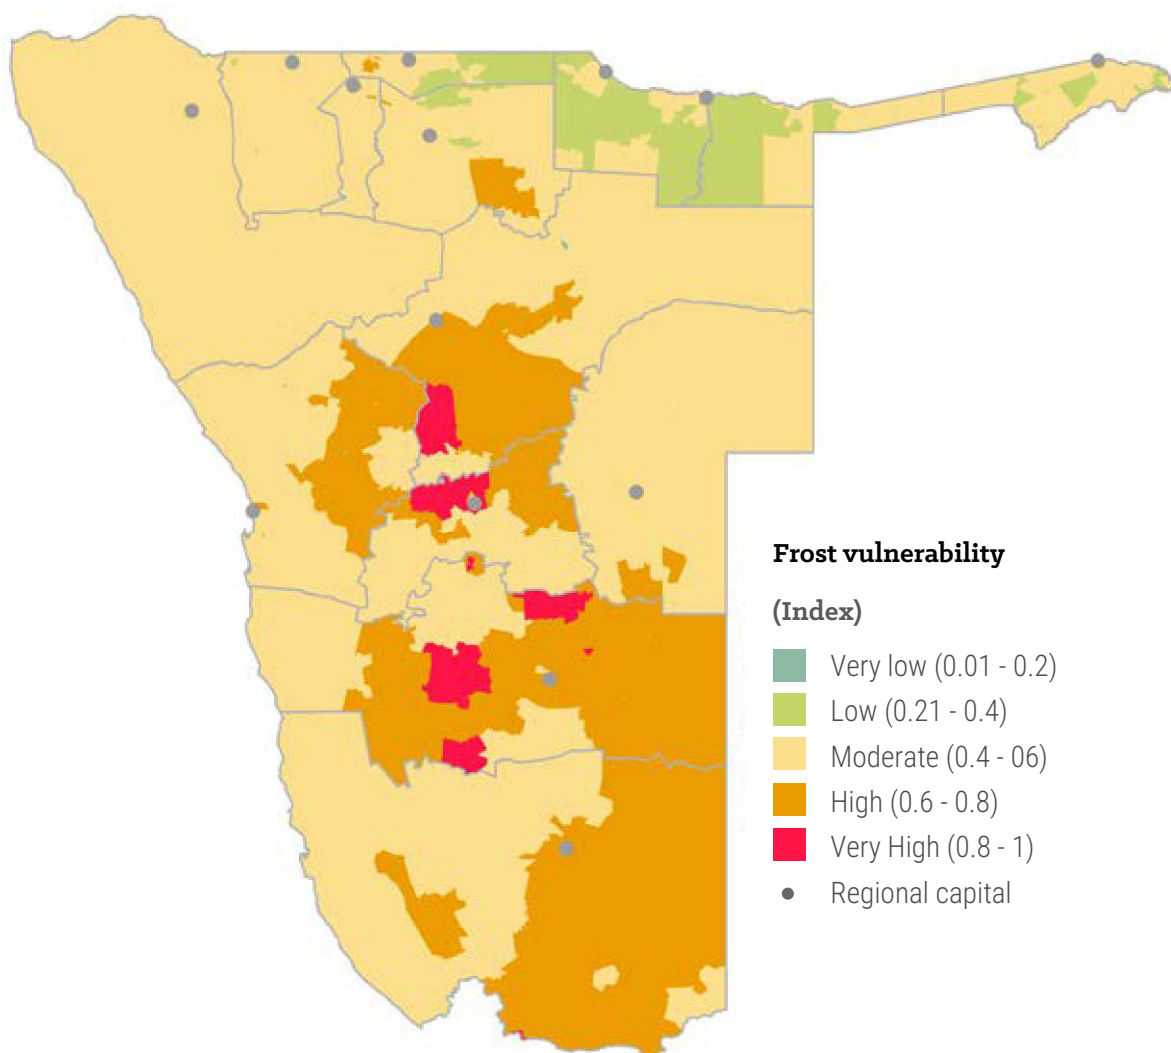 Frost vulnerability
(Index)
Very low (0.01 - 0.2)
Low (0.21 - 0.4)
Moderate (0.4 - 06)
High (0.6 - 0.8)
Very High (0.8 - 1)
Regional capital